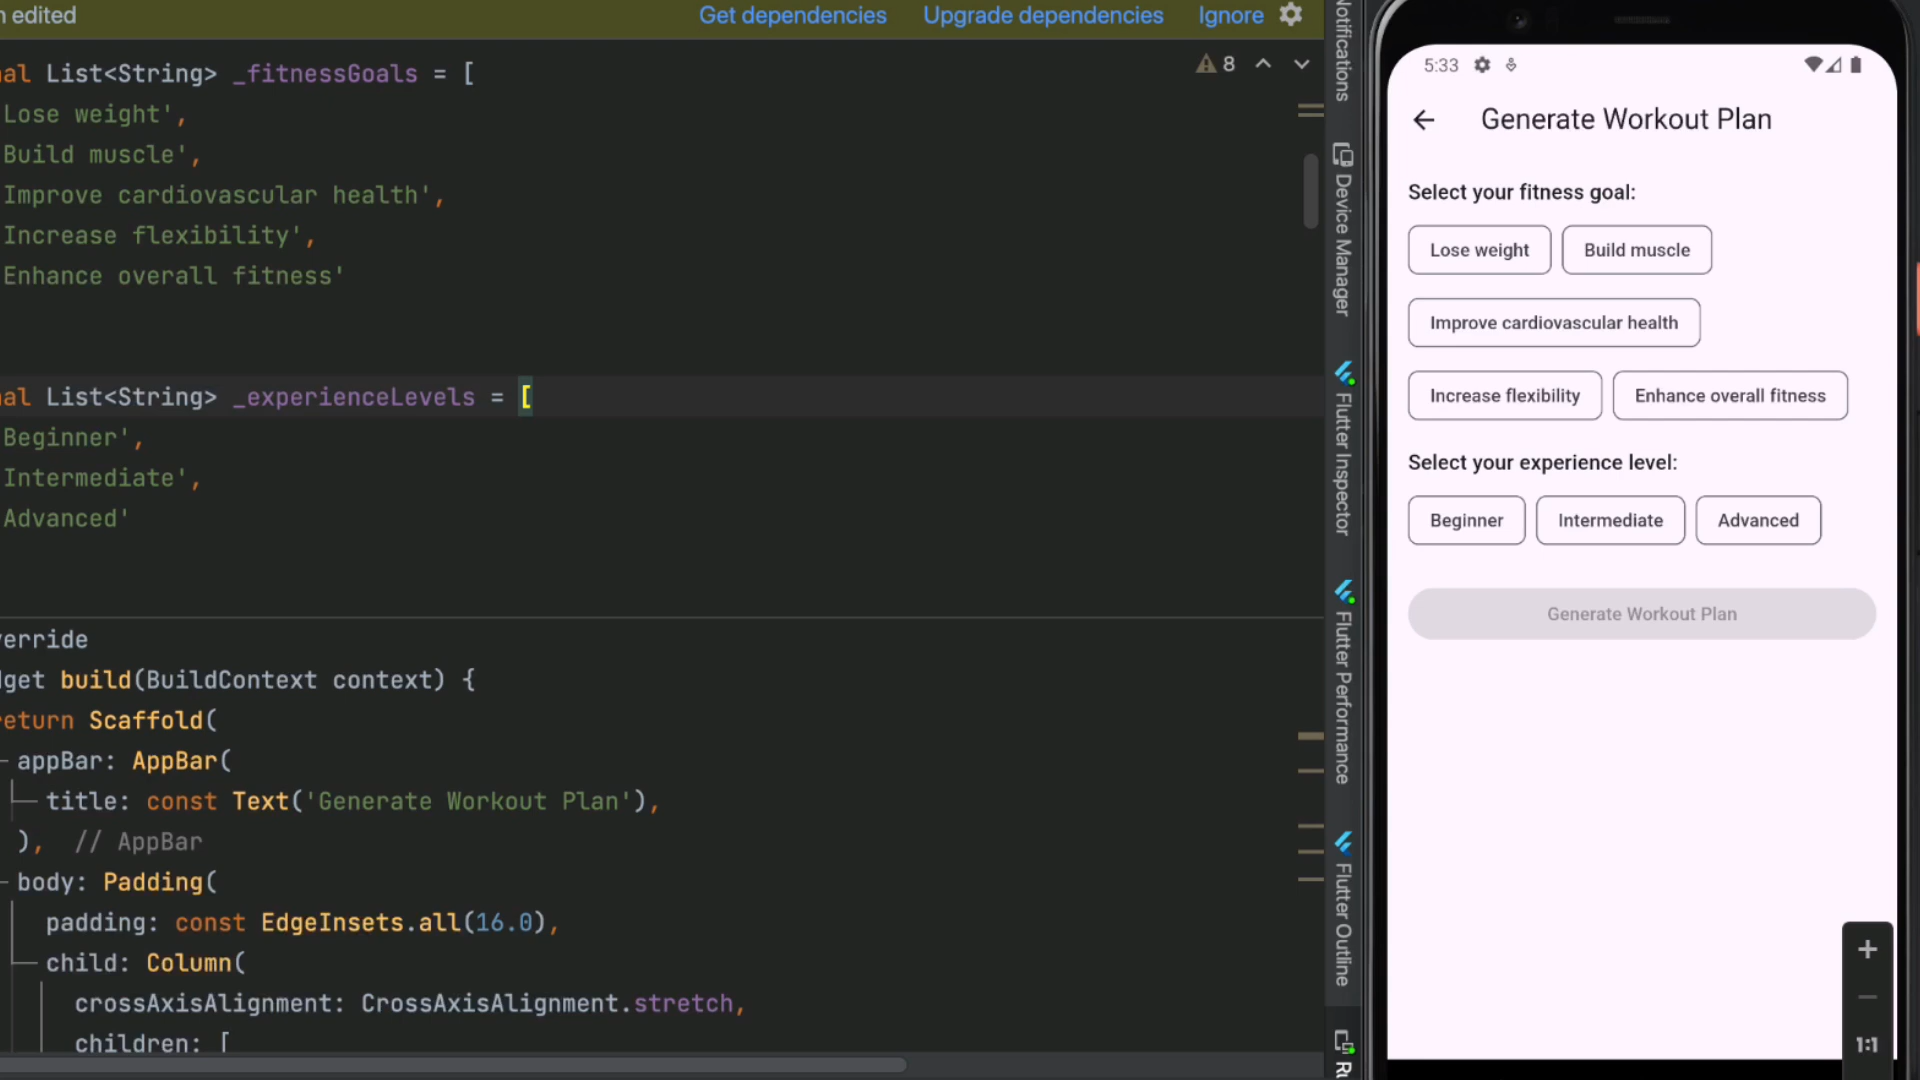 n edited
Get dependencies Upgrade dependencies Ignore
al List<String> _fitnessGoals = [
8
Lose weight',
Build muscle',
Improve cardiovascular health',
Increase flexibility',
Enhance overall fitness'
al List<String> _experienceLevels = [
Beginner',
Intermediate',
Advanced'
verride
dget build(BuildContext context) {
return Scaffold(
appBar: AppBar(
title: const Text('Generate Workout Plan'),
), // AppBar
body: Padding(
padding: const EdgeInsets.all(16.0),
child: Column(
crossAxisAlignment: CrossAxisAlignment.stretch,
children: [
Notifications
Device Manager
Flutter Inspector
Flutter Performance
Flutter Outline
Ru
5:33
Generate Workout Plan
Select your fitness goal:
Lose weight
Build muscle
Improve cardiovascular health
Increase flexibility
Enhance overall fitness
Select your experience level:
Beginner
Intermediate
Advanced
Generate Workout Plan
1:1